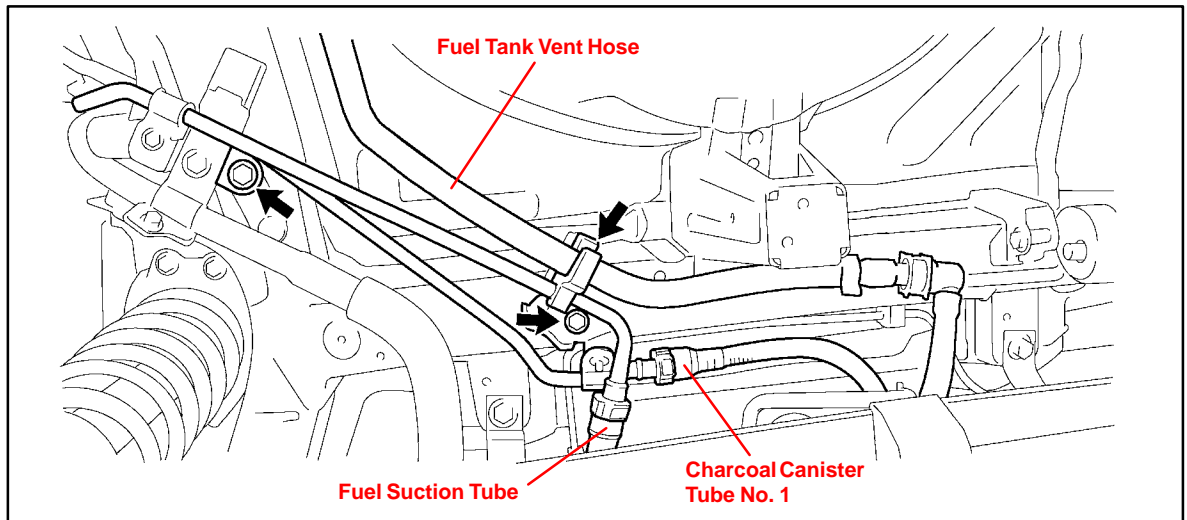 Fuel Tank Vent Hose
Fuel Suction Tube
Charcoal Canister
Tube No. 1